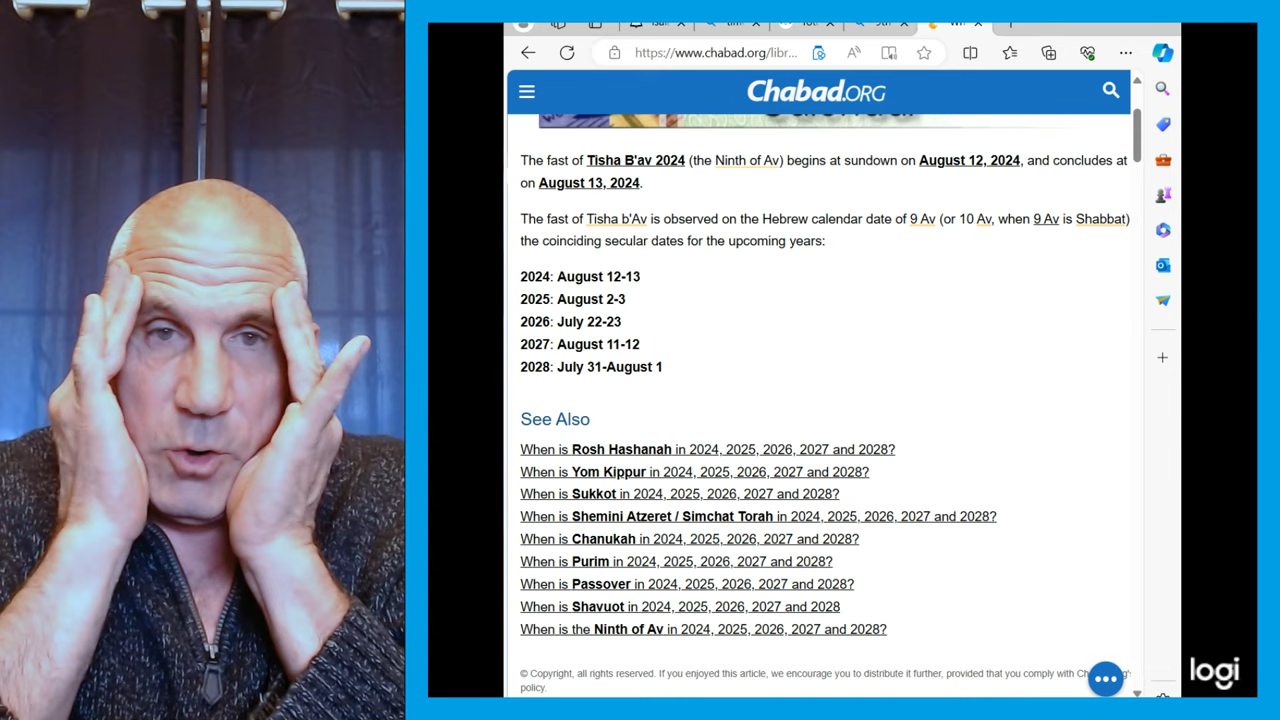 https://www.chabad.org/libr...
Chabad.ORG
The fast of Tisha B'av 2024 (the Ninth of Av) begins at sundown on August 12, 2024, and concludes at
on August 13, 2024.
The fast of Tisha b'Av is observed on the Hebrew calendar date of 9 Av (or 10 Av, when 9 Av is Shabbat)
the coinciding secular dates for the upcoming years:
2024: August 12-13
2025: August 2-3
2026: July 22-23
2027: August 11-12
2028: July 31-August 1
See Also
When is Rosh Hashanah in 2024, 2025, 2026, 2027 and 2028?
When is Yom Kippur in 2024, 2025, 2026, 2027 and 2028?
When is Sukkot in 2024, 2025, 2026, 2027 and 2028?
When is Shemini Atzeret / Simchat Torah in 2024, 2025, 2026, 2027 and 2028?
When is Chanukah in 2024, 2025, 2026, 2027 and 2028?
When is Purim in 2024, 2025, 2026, 2027 and 2028?
When is Passover in 2024, 2025, 2026, 2027 and 2028?
When is Shavuot in 2024, 2025, 2026, 2027 and 2028
When is the Ninth of Av in 2024, 2025, 2026, 2027 and 2028?
© Copyright, all rights reserved. If you enjoyed this article, we encourage you to distribute it further, provided that you comply with
policy.
logi